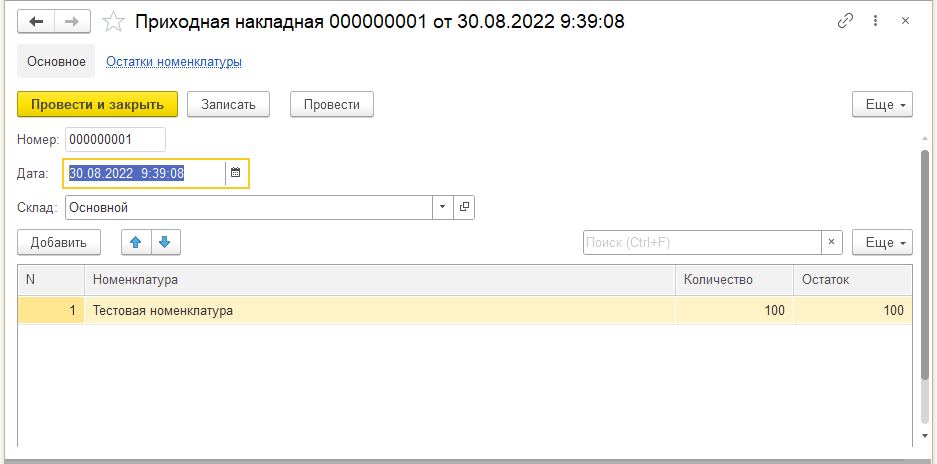 Приходная накладная 000000001 от 30.08.2022 9:39:08
Основное Остатки номенклатуры
Провести и закрыть Записать Провести Еще
Номер: 000000001
Дата: 30.08.2022 9:39:08
Склад: Основной
Добавить Поиск (Ctrl+F) × Еще
N Номенклатура Количество Остаток
1 Тестовая номенклатура 100 100